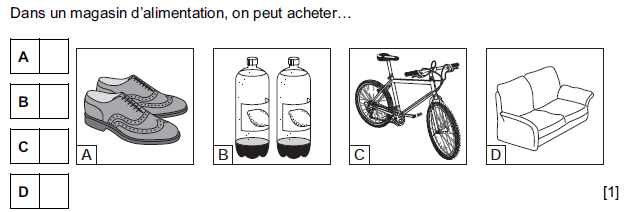 Dans un magasin d'alimentation, on peut acheter…
A
B
C
D
A
B
C
D
[1]